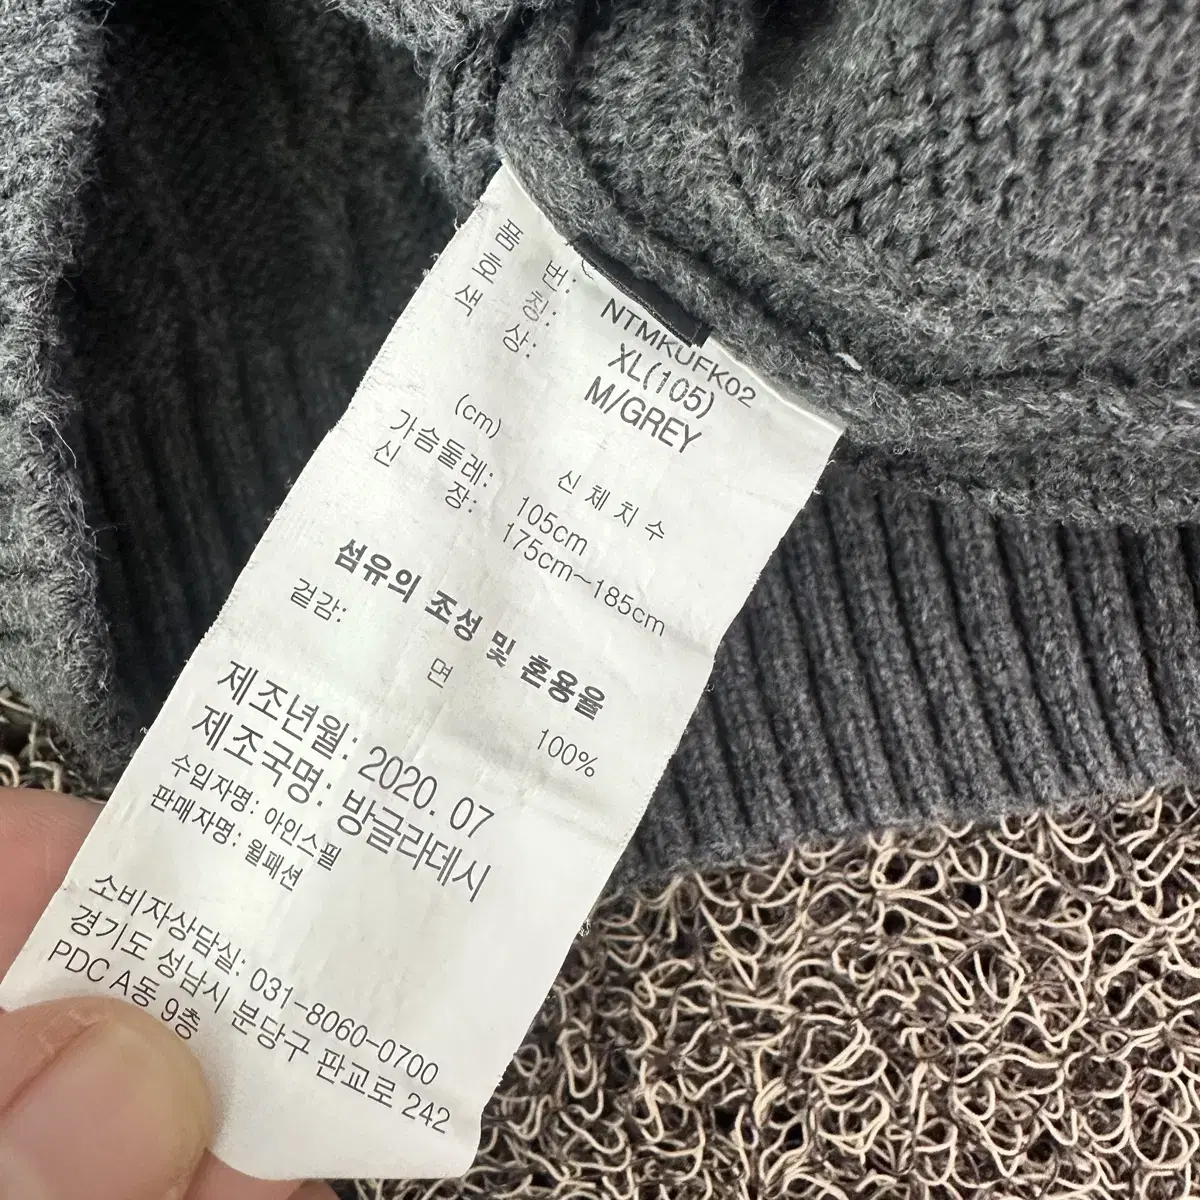 품 번: NTMKUFK02
호 칭: XL(105)
색 상: M/GREY
(cm) 신 체 치 수
가슴둘레: 105cm
신 장: 175cm~185cm
섬유의 조성 및 혼용율
겉감: 면 100%
제조년월: 2020. 07
제조국명: 방글라데시
수입자명: 아인스필
판매자명: 월패션
소비자상담실: 031-8060-0700
경기도 성남시 분당구 판교로 242
PDC A동 9층